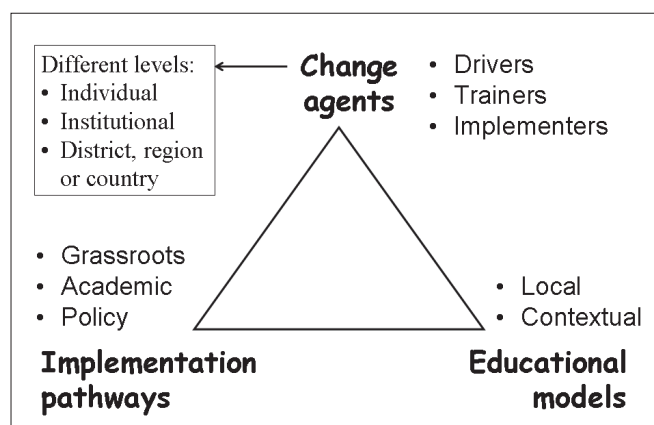 Different levels:
• Individual
• Institutional
• District, region
or country
Change
agents
• Drivers
• Trainers
• Implementers
• Grassroots
• Academic
• Policy
Implementation
pathways
• Local
• Contextual
Educational
models